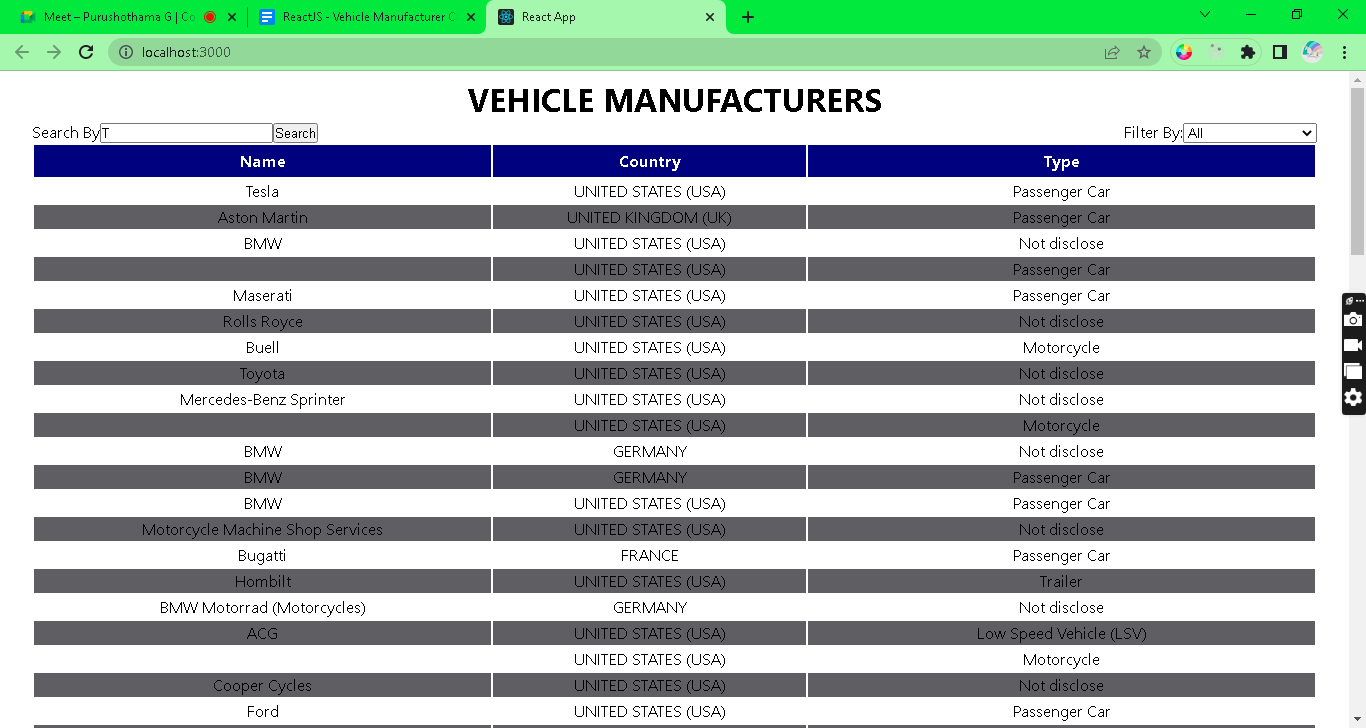 Meet – Purushothama G | Co
ReactJS - Vehicle Manufacturer C
React App
localhost:3000
VEHICLE MANUFACTURERS
Search By T Search Filter By: All
Name Country Type
Tesla UNITED STATES (USA) Passenger Car
Aston Martin UNITED KINGDOM (UK) Passenger Car
BMW UNITED STATES (USA) Not disclose
UNITED STATES (USA) Passenger Car
Maserati UNITED STATES (USA) Passenger Car
Rolls Royce UNITED STATES (USA) Not disclose
Buell UNITED STATES (USA) Motorcycle
Toyota UNITED STATES (USA) Not disclose
Mercedes-Benz Sprinter UNITED STATES (USA) Not disclose
UNITED STATES (USA) Motorcycle
BMW GERMANY Not disclose
BMW GERMANY Passenger Car
BMW UNITED STATES (USA) Passenger Car
Motorcycle Machine Shop Services UNITED STATES (USA) Not disclose
Bugatti FRANCE Passenger Car
Hombilt UNITED STATES (USA) Trailer
BMW Motorrad (Motorcycles) GERMANY Not disclose
ACG UNITED STATES (USA) Low Speed Vehicle (LSV)
UNITED STATES (USA) Motorcycle
Cooper Cycles UNITED STATES (USA) Not disclose
Ford UNITED STATES (USA) Passenger Car